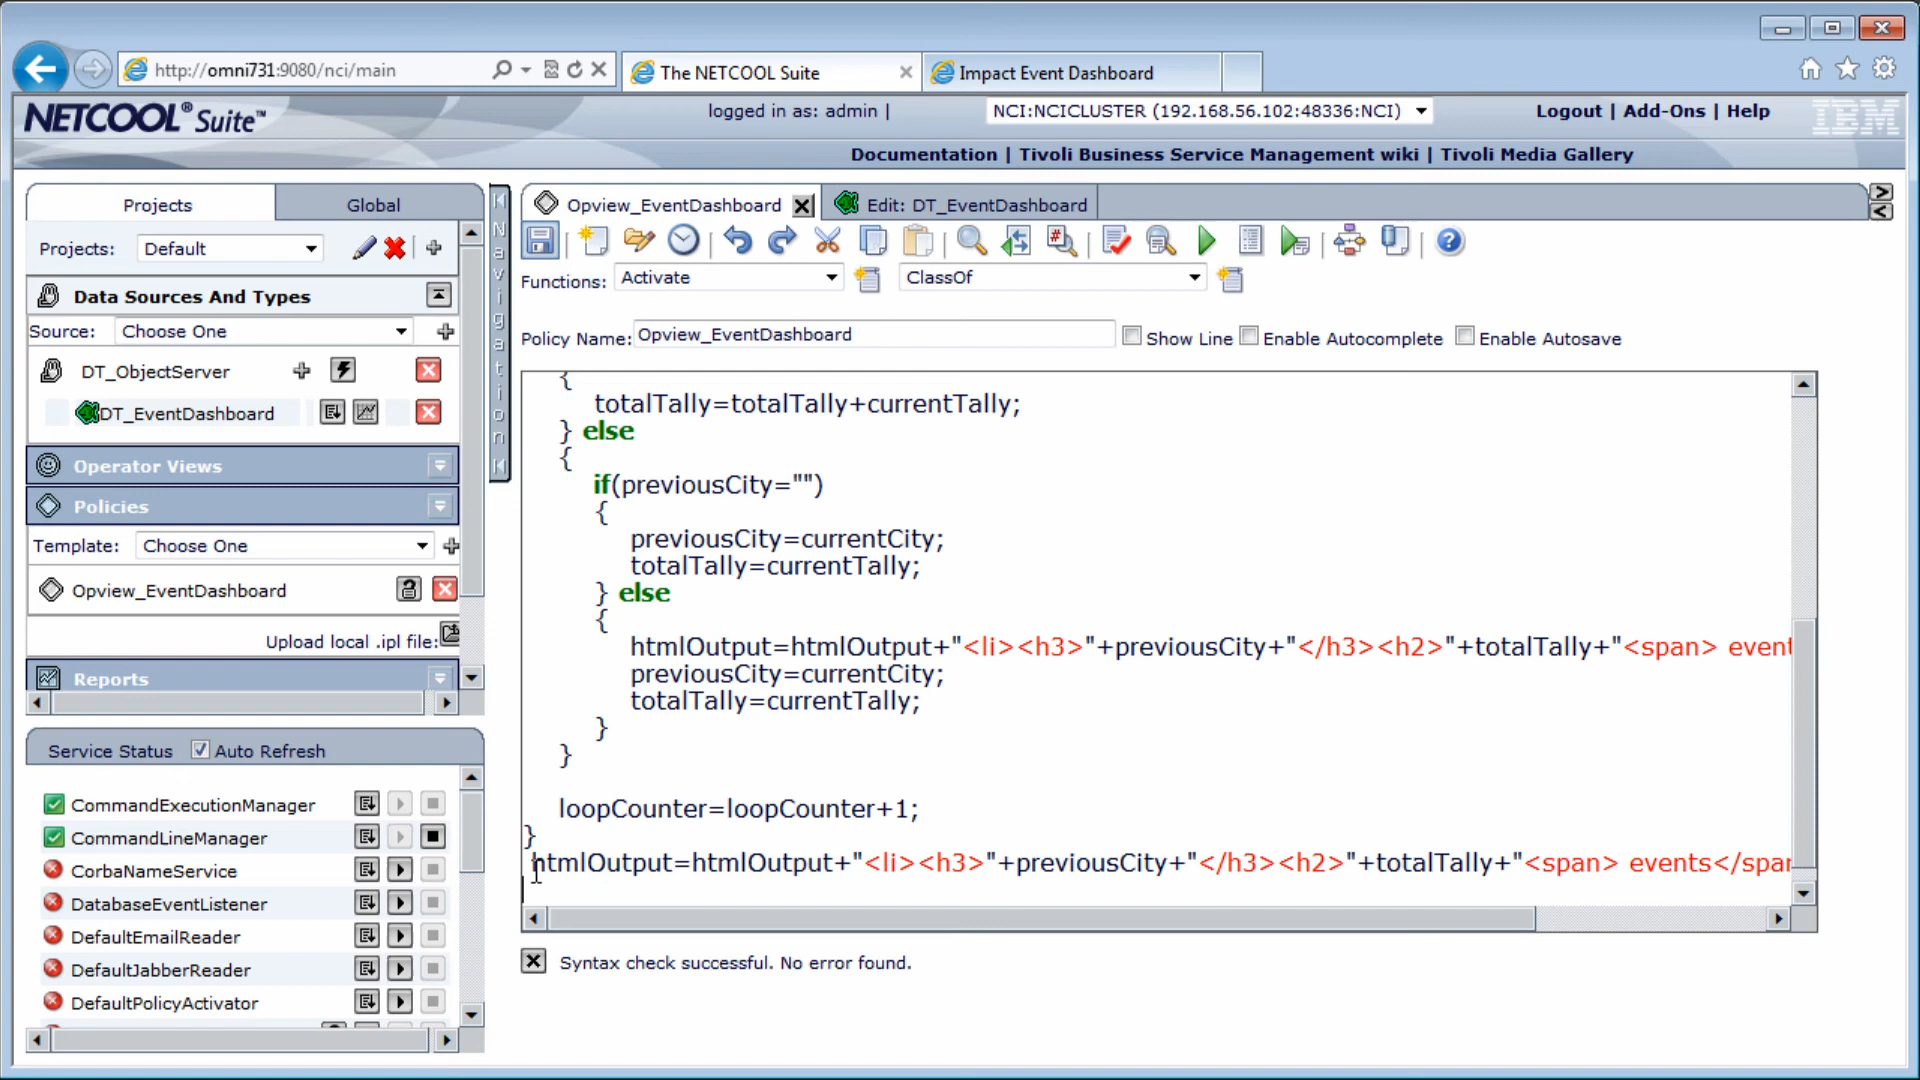 http://omni731:9080/nci/main
The NETCOOL Suite
Impact Event Dashboard
NETCOOL® Suite™
logged in as: admin |
NCI:NCICLUSTER (192.168.56.102:48336:NCI)
Logout | Add-Ons | Help
IBM
Documentation | Tivoli Business Service Management wiki | Tivoli Media Gallery
Projects
Global
Projects:
Default
Data Sources And Types
Source:
Choose One
DT_ObjectServer
DT_EventDashboard
Operator Views
Policies
Template:
Choose One
Opview_EventDashboard
Upload local .ipl file:
Reports
Service Status
Auto Refresh
CommandExecutionManager
CommandLineManager
CorbaNameService
DatabaseEventListener
DefaultEmailReader
DefaultJabberReader
DefaultPolicyActivator
Navigation
Opview_EventDashboard
Edit: DT_EventDashboard
Functions:
Activate
ClassOf
Policy Name:
Opview_EventDashboard
Show Line
Enable Autocomplete
Enable Autosave
{
totalTally=totalTally+currentTally;
} else
{
if(previousCity="")
{
previousCity=currentCity;
totalTally=currentTally;
} else
{
htmlOutput=htmlOutput+"<li><h3>"+previousCity+"</h3><h2>"+totalTally+"<span> event
previousCity=currentCity;
totalTally=currentTally;
}
}
loopCounter=loopCounter+1;
}
htmlOutput=htmlOutput+"<li><h3>"+previousCity+"</h3><h2>"+totalTally+"<span> events</spar
Syntax check successful. No error found.